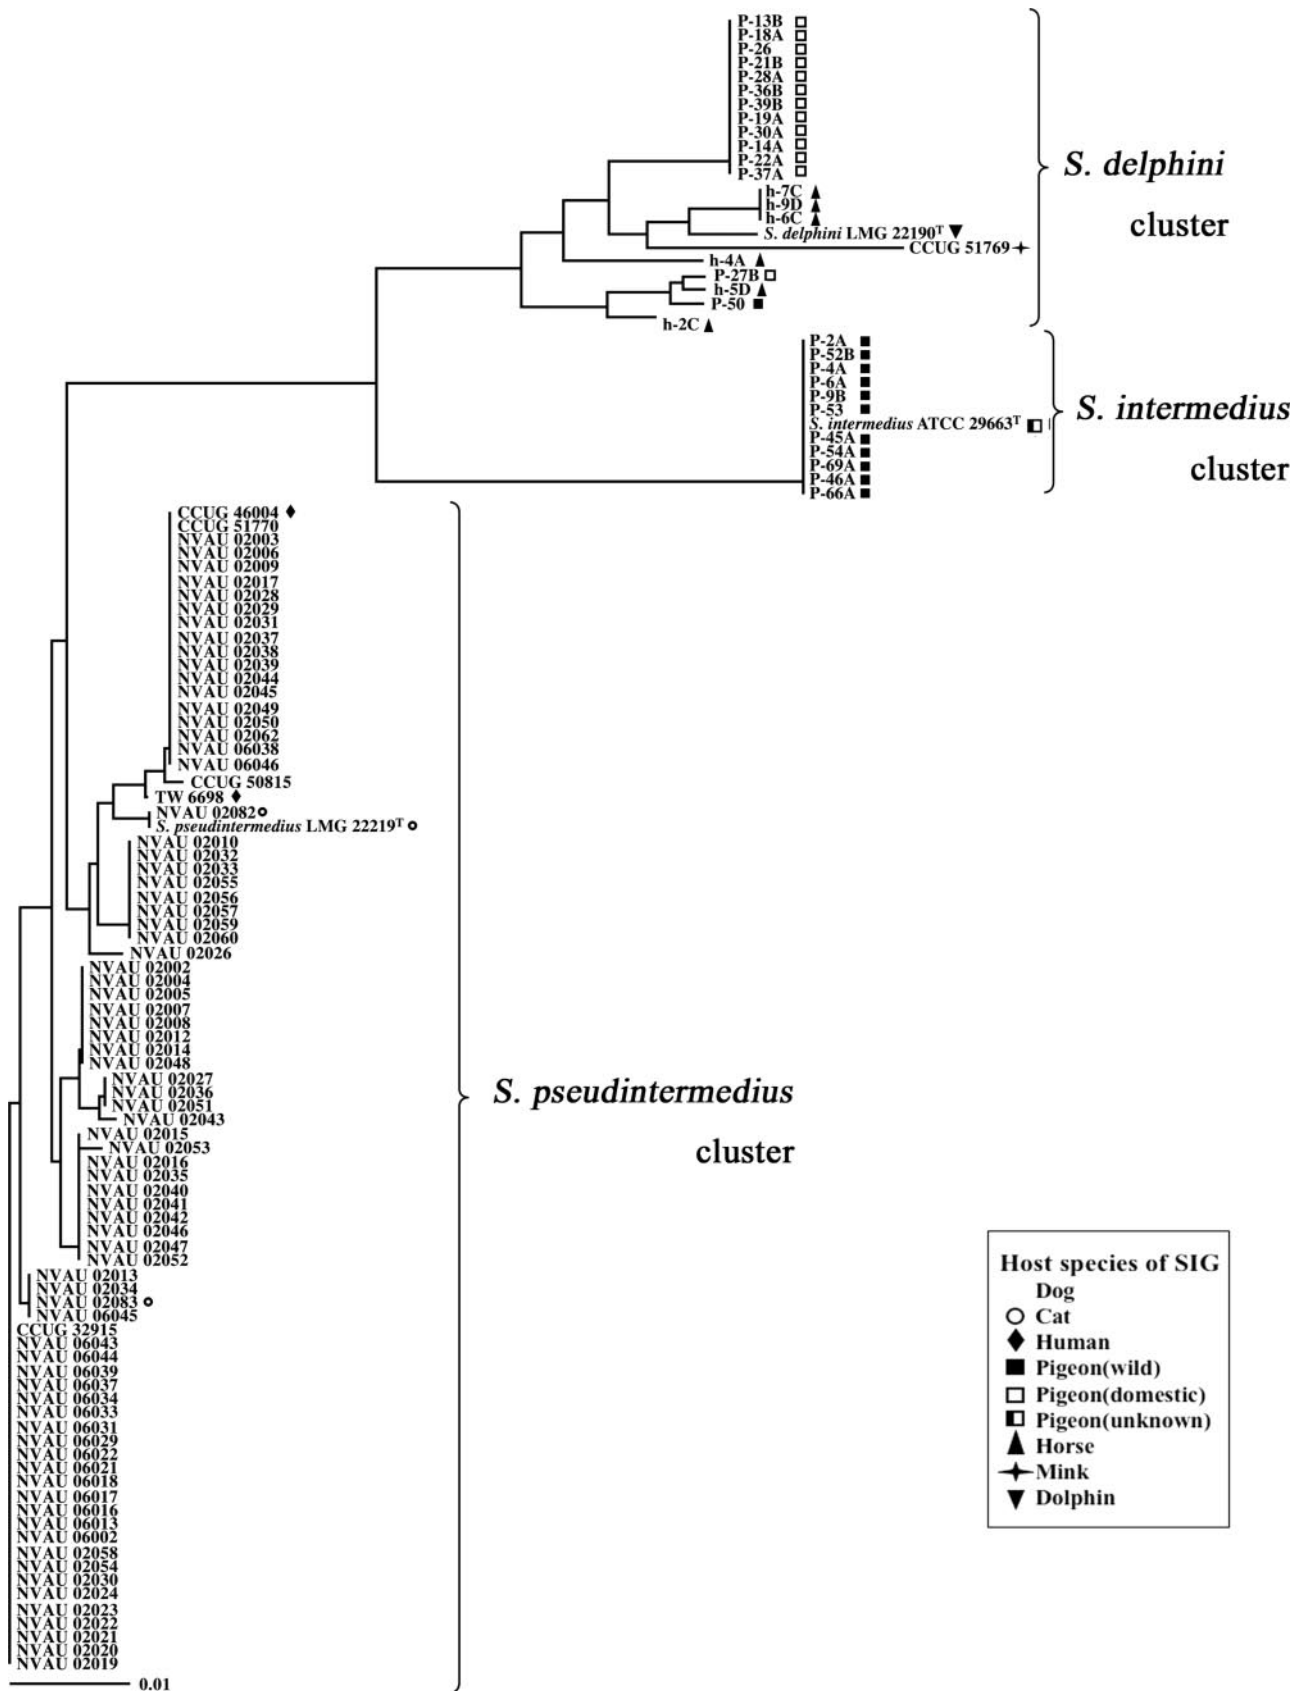 P-13B
P-18A
P-26
P-21B
P-28A
P-36B
P-39B
P-19A
P-30A
P-14A
P-22A
P-37A
h-7C
h-9D
h-6C
S. delphini LMG 22190ᵀ
CCUG 51769
h-4A
P-27B
h-5D
P-50
h-2C
S. delphini
cluster
P-2A
P-52B
P-4A
P-6A
P-9B
P-53
S. intermedius ATCC 29663ᵀ
P-45A
P-54A
P-69A
P-46A
P-66A
S. intermedius
cluster
CCUG 46004
CCUG 51770
NVAU 02003
NVAU 02006
NVAU 02009
NVAU 02017
NVAU 02028
NVAU 02029
NVAU 02031
NVAU 02037
NVAU 02038
NVAU 02039
NVAU 02044
NVAU 02045
NVAU 02049
NVAU 02050
NVAU 02062
NVAU 06038
NVAU 06046
CCUG 50815
TW 6698
NVAU 02082
S. pseudintermedius LMG 22219ᵀ
NVAU 02010
NVAU 02032
NVAU 02033
NVAU 02055
NVAU 02056
NVAU 02057
NVAU 02059
NVAU 02060
NVAU 02026
NVAU 02002
NVAU 02004
NVAU 02005
NVAU 02007
NVAU 02008
NVAU 02012
NVAU 02014
NVAU 02048
NVAU 02027
NVAU 02036
NVAU 02051
NVAU 02043
NVAU 02015
NVAU 02053
NVAU 02016
NVAU 02035
NVAU 02040
NVAU 02041
NVAU 02042
NVAU 02046
NVAU 02047
NVAU 02052
NVAU 02013
NVAU 02034
NVAU 02083
NVAU 06045
CCUG 32915
NVAU 06043
NVAU 06044
NVAU 06039
NVAU 06037
NVAU 06034
NVAU 06033
NVAU 06031
NVAU 06029
NVAU 06022
NVAU 06021
NVAU 06018
NVAU 06017
NVAU 06016
NVAU 06013
NVAU 06002
NVAU 02058
NVAU 02054
NVAU 02030
NVAU 02024
NVAU 02023
NVAU 02022
NVAU 02021
NVAU 02020
NVAU 02019
0.01
S. pseudintermedius
cluster
Host species of SIG
Dog
Cat
Human
Pigeon(wild)
Pigeon(domestic)
Pigeon(unknown)
Horse
Mink
Dolphin